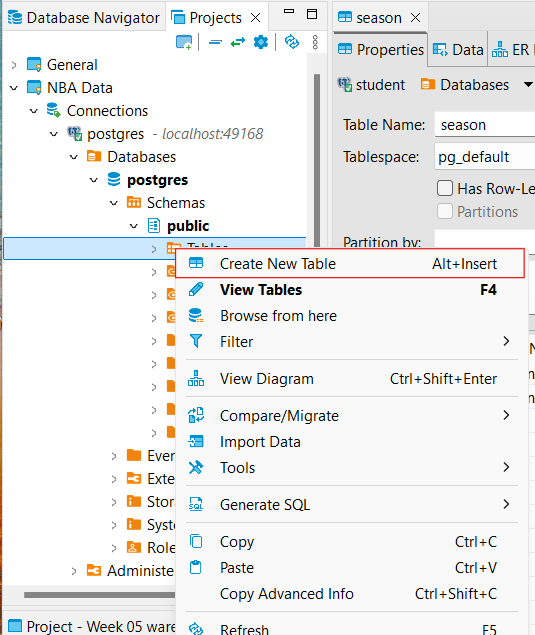 Database Navigator
Projects
General
NBA Data
Connections
postgres - localhost:49168
Databases
postgres
Schemas
public
Tables
Even
Exte
Stora
Syste
Role
Administe
Project - Week 05 ware
season
Properties
Data
ER
student
Databases
Table Name:
season
Tablespace:
pg_default
Has Row-Le
Partitions
Partition by:
Create New Table Alt+Insert
View Tables F4
Browse from here
Filter
View Diagram Ctrl+Shift+Enter
Compare/Migrate
Import Data
Tools
Generate SQL
Copy Ctrl+C
Paste Ctrl+V
Copy Advanced Info Ctrl+Shift+C
Refresh F5